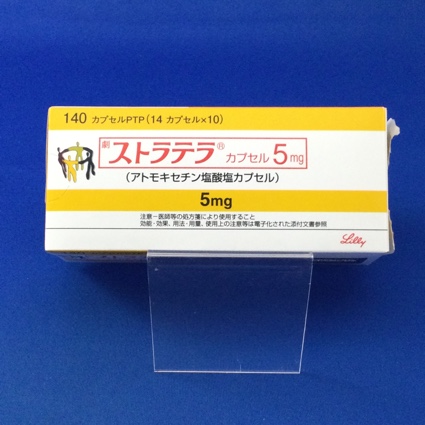 140 カプセルPTP(14 カプセル×10)
劇 ストラテラ® カプセル 5mg
(アトモキセチン塩酸塩カプセル)
5mg
注意－医師等の処方箋により使用すること
効能・効果、用法・用量、使用上の注意等は電子化された添付文書参照
Lilly